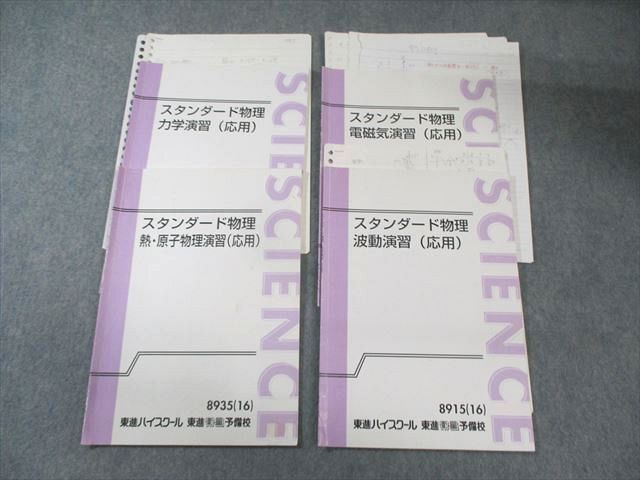 スタンダード物理
力学演習（応用）
SCIE
スタンダード物理
電磁気演習（応用）
SC
スタンダード物理
熱・原子物理演習（応用）
SCIENCE
8935(16)
東進ハイスクール 東進衛星予備校
スタンダード物理
波動演習（応用）
SCIENCE
8915(16)
東進ハイスクール 東進衛星予備校